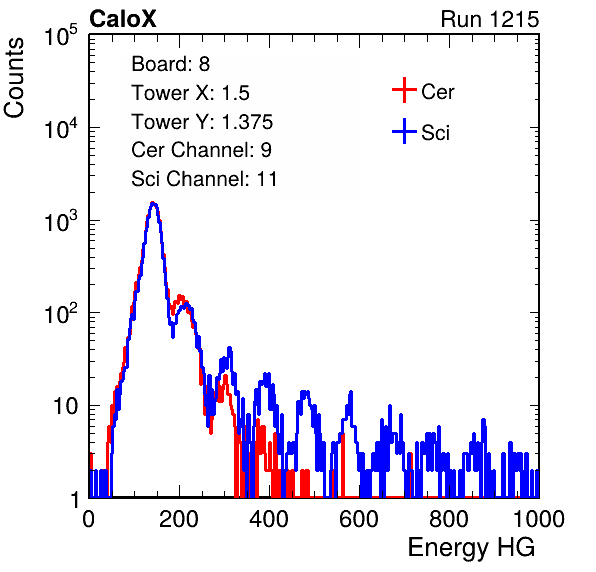 CaloX Run 1215
Counts
10^5
10^4
10^3
10^2
10
1
Board: 8
Tower X: 1.5
Tower Y: 1.375
Cer Channel: 9
Sci Channel: 11
Cer
Sci
0 200 400 600 800 1000
Energy HG